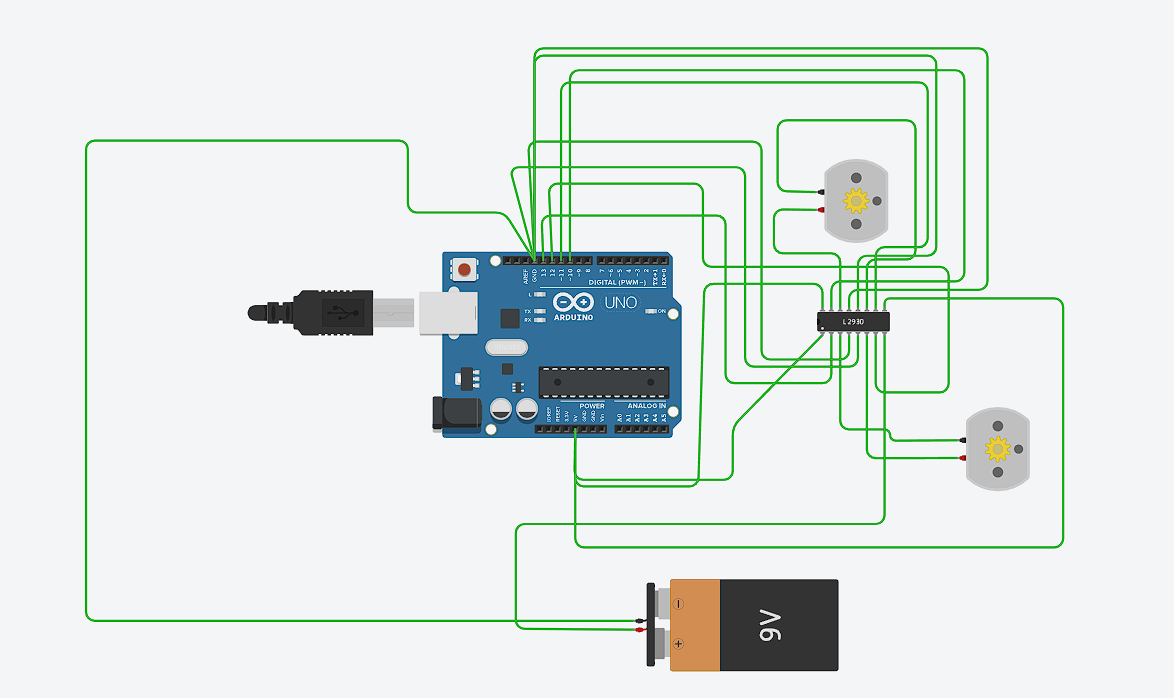 AREF
GND
13
12
~11
~10
~9
8
7
~6
~5
4
~3
2
TX→1
RX←0
DIGITAL (PWM~)
L
TX
RX
UNO
ARDUINO
ON
L293D
POWER
ANALOG IN
IOREF
RESET
3.3V
5V
GND
GND
Vin
A0
A1
A2
A3
A4
A5
9V